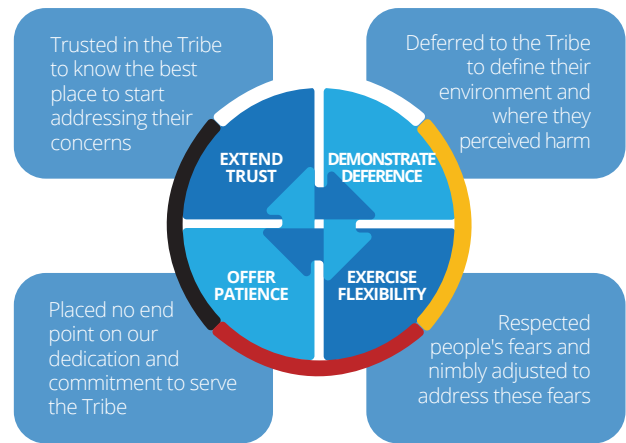 Trusted in the Tribe
to know the best
place to start
addressing their
concerns
Deferred to the Tribe
to define their
environment and
where they
perceived harm
EXTEND
TRUST
DEMONSTRATE
DEFERENCE
OFFER
PATIENCE
EXERCISE
FLEXIBILITY
Placed no end
point on our
dedication and
commitment to serve
the Tribe
Respected
people's fears and
nimbly adjusted to
address these fears